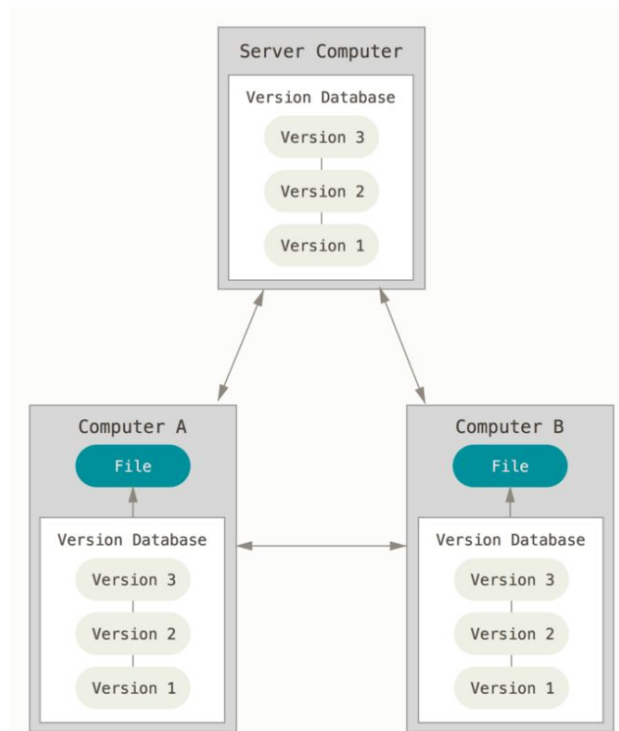 Server Computer
Version Database
Version 3
Version 2
Version 1
Computer A
File
Version Database
Version 3
Version 2
Version 1
Computer B
File
Version Database
Version 3
Version 2
Version 1